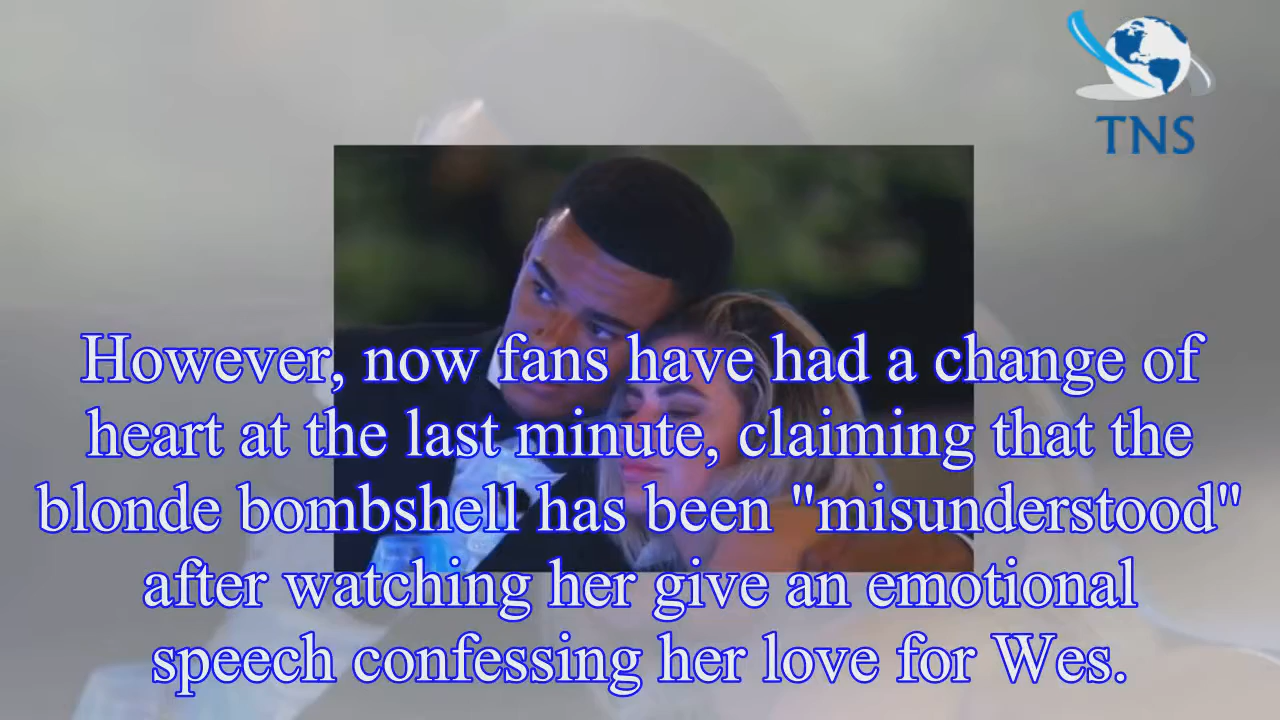 TNS
However, now fans have had a change of
heart at the last minute, claiming that the
blonde bombshell has been "misunderstood"
after watching her give an emotional
speech confessing her love for Wes.